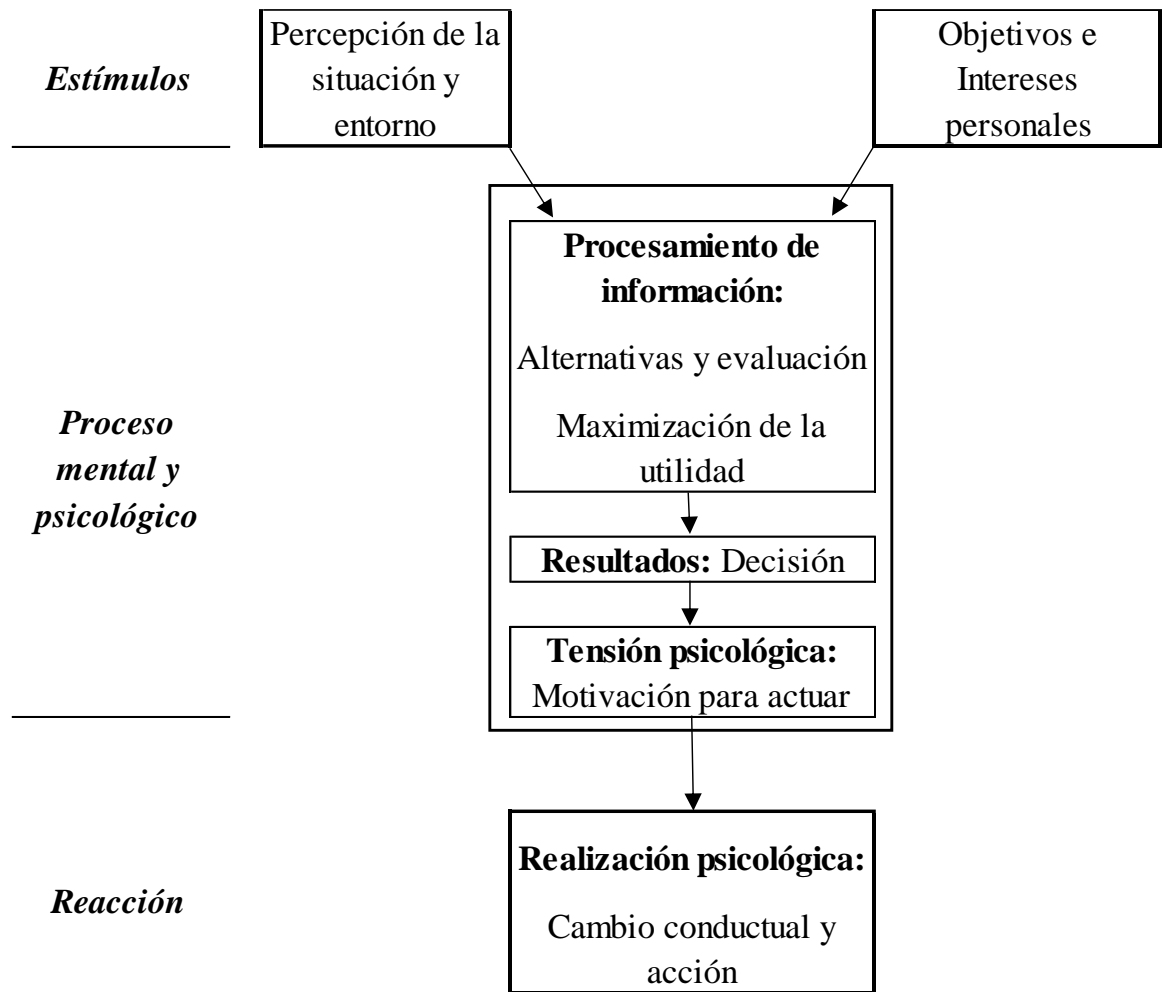 Estímulos
Percepción de la
situación y
entorno
Objetivos e
Intereses
personales
Proceso
mental y
psicológico
Procesamiento de
información:
Alternativas y evaluación
Maximización de la
utilidad
Resultados: Decisión
Tensión psicológica:
Motivación para actuar
Reacción
Realización psicológica:
Cambio conductual y
acción